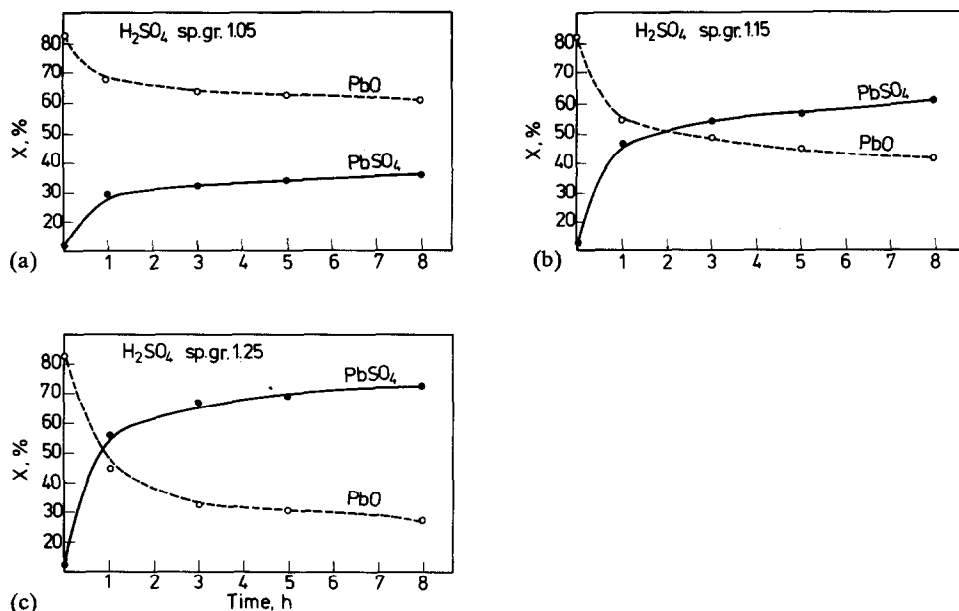 H₂SO₄ sp.gr.1.05
80
70
60
50
40
30
20
X, %
PbO
PbSO₄
1 2 3 4 5 6 7 8
(a)
H₂SO₄ sp.gr.1.15
80
70
60
50
40
30
20
X, %
PbSO₄
PbO
1 2 3 4 5 6 7 8
(b)
H₂SO₄ sp.gr.1.25
80
70
60
50
40
30
20
10
X, %
PbSO₄
PbO
0 1 2 3 4 5 6 7 8
Time, h
(c)